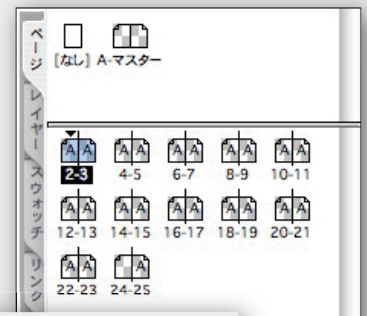 ページ
レイヤー
スウォッチ
リンク
[なし] A-マスター
A A A A A A A A A A
2-3 4-5 6-7 8-9 10-11
A A A A A A A A A A
12-13 14-15 16-17 18-19 20-21
A A A
22-23 24-25